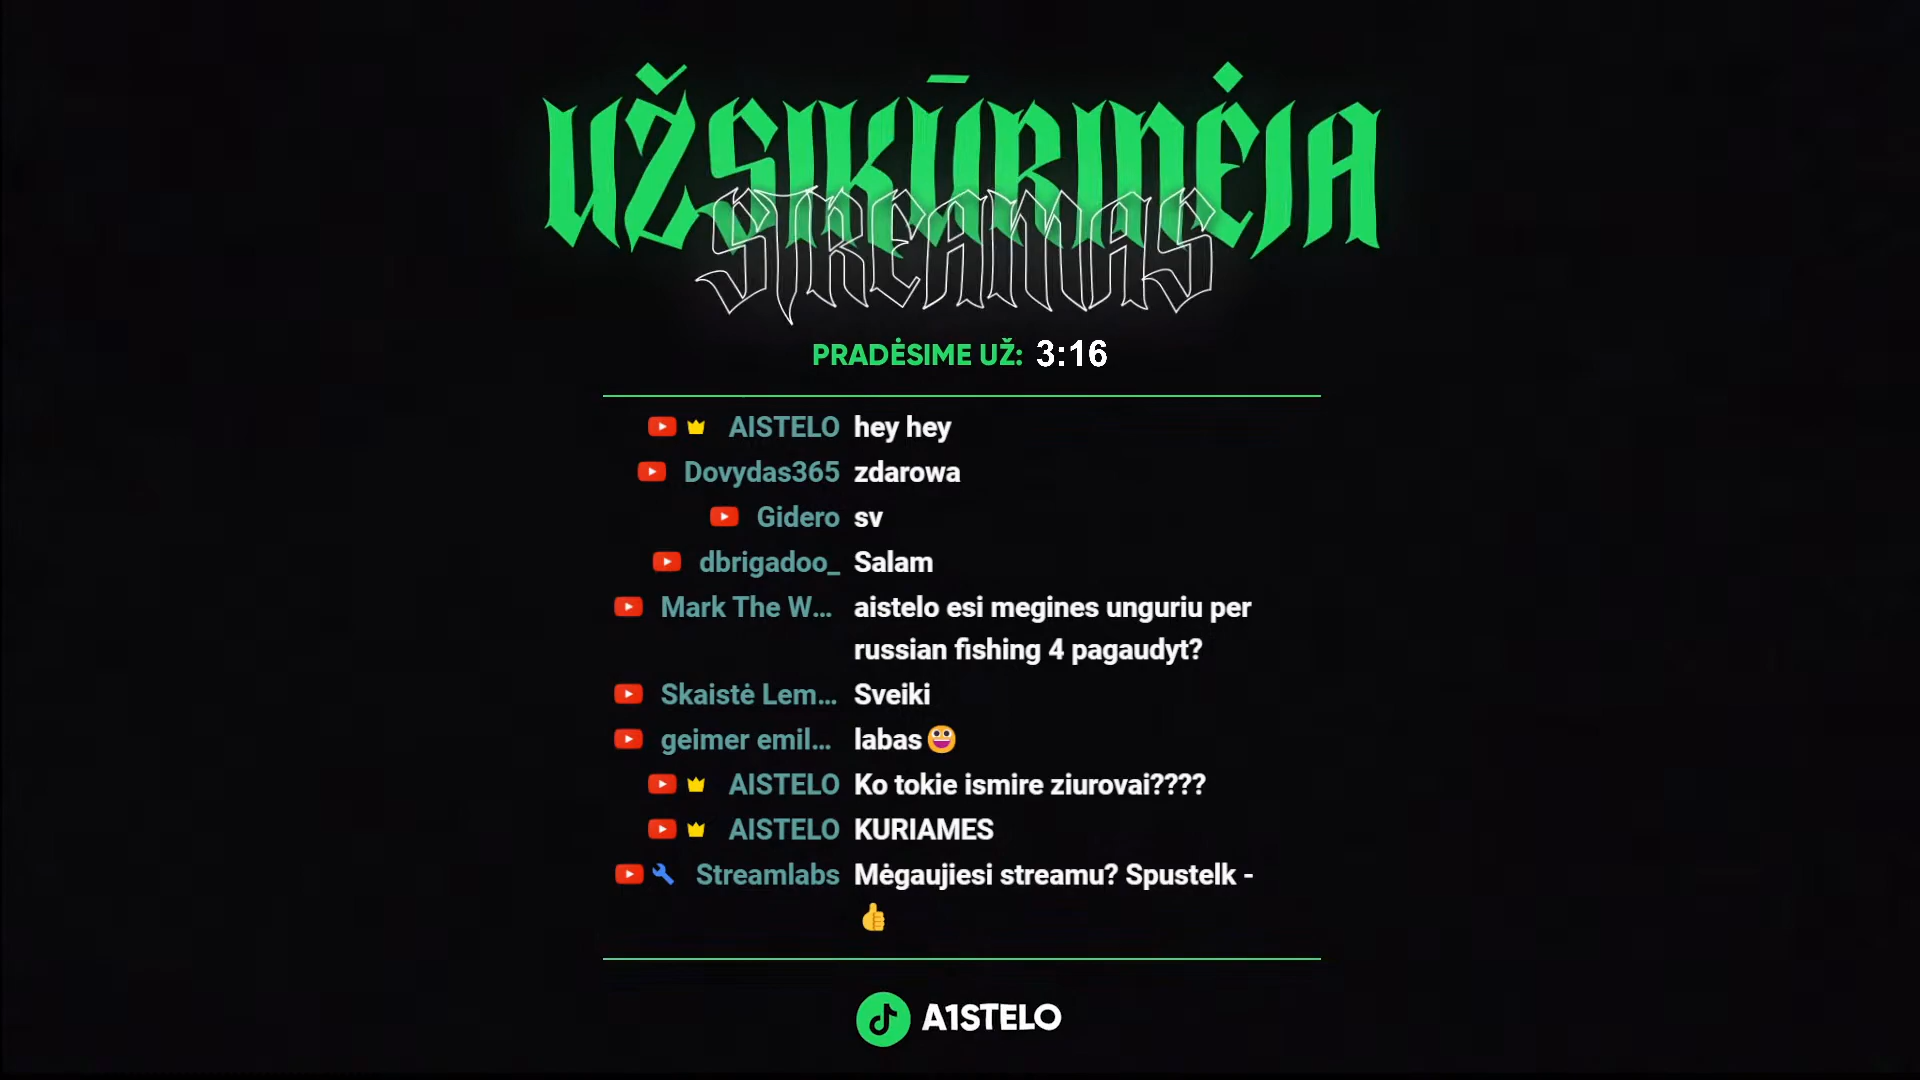 UŽSIKŪRINĖJA
STREAMAS
PRADĖSIME UŽ: 3:16
AISTELO hey hey
Dovydas365 zdarowa
Gidero sv
dbrigadoo_ Salam
Mark The W... aistelo esi megines unguriu per
russian fishing 4 pagaudyt?
Skaistė Lem... Sveiki
geimer emil... labas😀
AISTELO Ko tokie ismire ziurovai????
AISTELO KURIAMES
Streamlabs Mėgaujiesi streamu? Spustelk -
👍
A1STELO